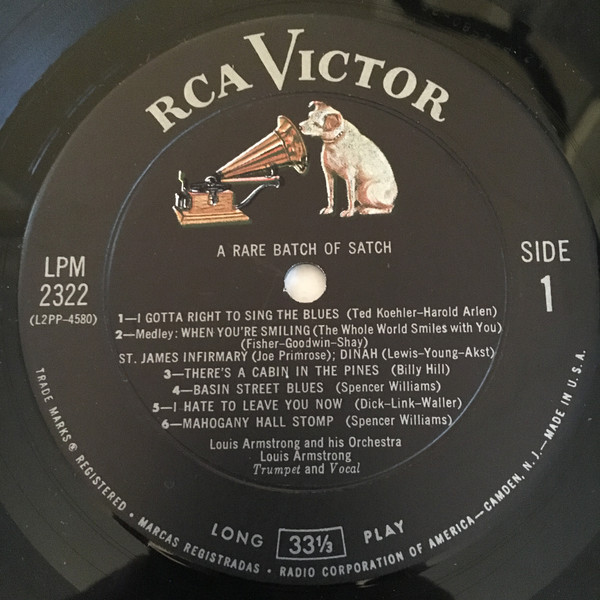 RCA VICTOR
A RARE BATCH OF SATCH
LPM
2322
(L2PP-4580)
SIDE
1
1—I GOTTA RIGHT TO SING THE BLUES (Ted Koehler-Harold Arlen)
2—Medley: WHEN YOU'RE SMILING (The Whole World Smiles with You)
(Fisher-Goodwin-Shay)
ST. JAMES INFIRMARY (Joe Primrose); DINAH (Lewis-Young-Akst)
3—THERE'S A CABIN IN THE PINES (Billy Hill)
4—BASIN STREET BLUES (Spencer Williams)
5—I HATE TO LEAVE YOU NOW (Dick-Link-Waller)
6—MAHOGANY HALL STOMP (Spencer Williams)
Louis Armstrong and his Orchestra
Louis Armstrong
Trumpet and Vocal
LONG 33⅓ PLAY
TRADE MARKS ® REGISTERED • MARCAS REGISTRADAS • RADIO CORPORATION OF AMERICA—CAMDEN, N. J.—MADE IN U. S. A.